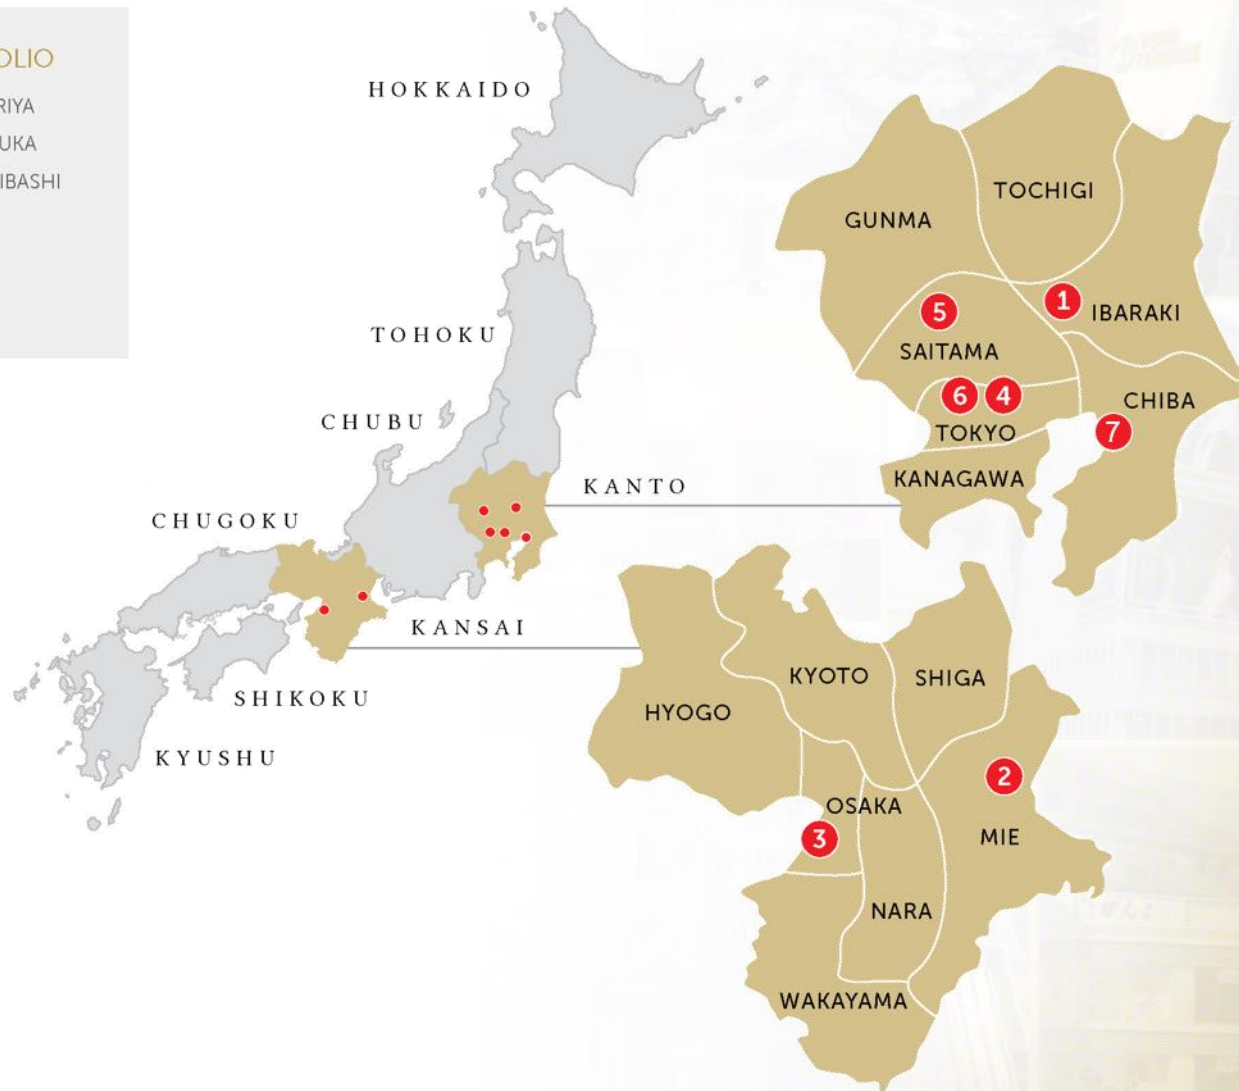 OLIO
RIYA
UKA
IBASHI
HOKKAIDO
TOHOKU
CHUBU
KANTO
CHUGOKU
KANSAI
SHIKOKU
KYUSHU
TOCHIGI
GUNMA
1
IBARAKI
5
SAITAMA
6 4
CHIBA
TOKYO
7
KANAGAWA
KYOTO
SHIGA
HYOGO
2
OSAKA
3
MIE
NARA
WAKAYAMA